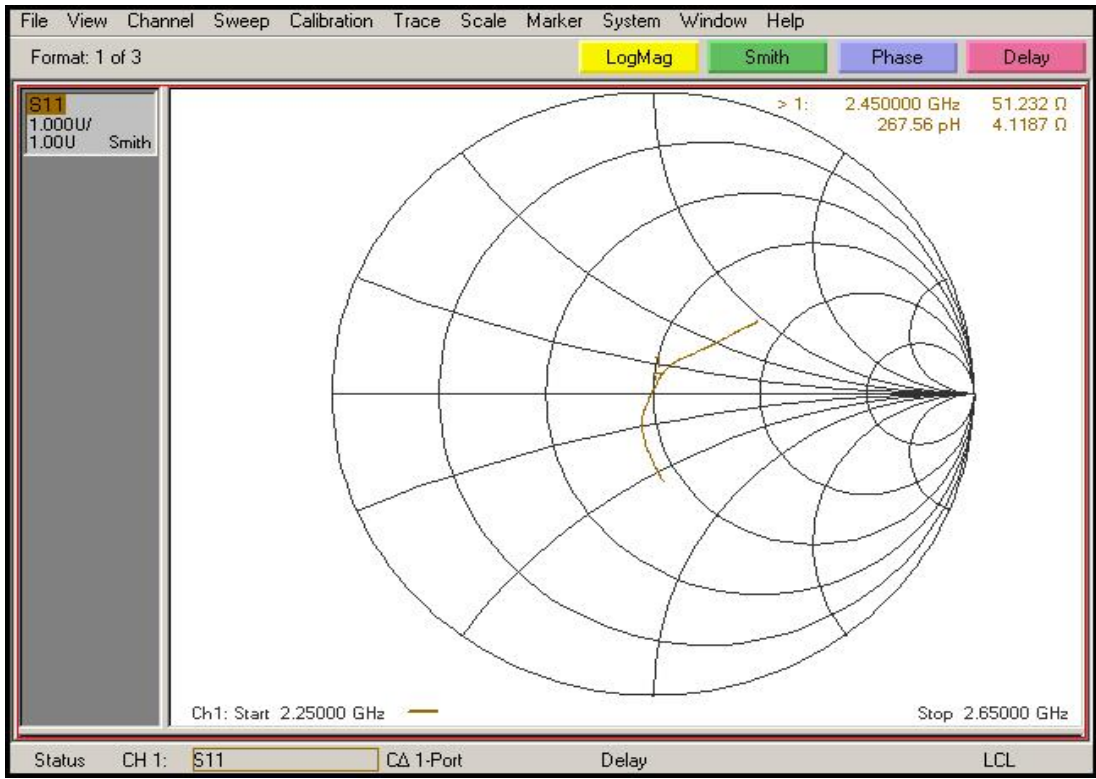 File View Channel Sweep Calibration Trace Scale Marker System Window Help
Format: 1 of 3 LogMag Smith Phase Delay
S11
1.000U/
1.00U Smith
> 1: 2.450000 GHz 51.232 Ω
267.56 pH 4.1187 Ω
1
Ch1: Start 2.25000 GHz Stop 2.65000 GHz
Status CH 1: S11 C∆ 1-Port Delay LCL